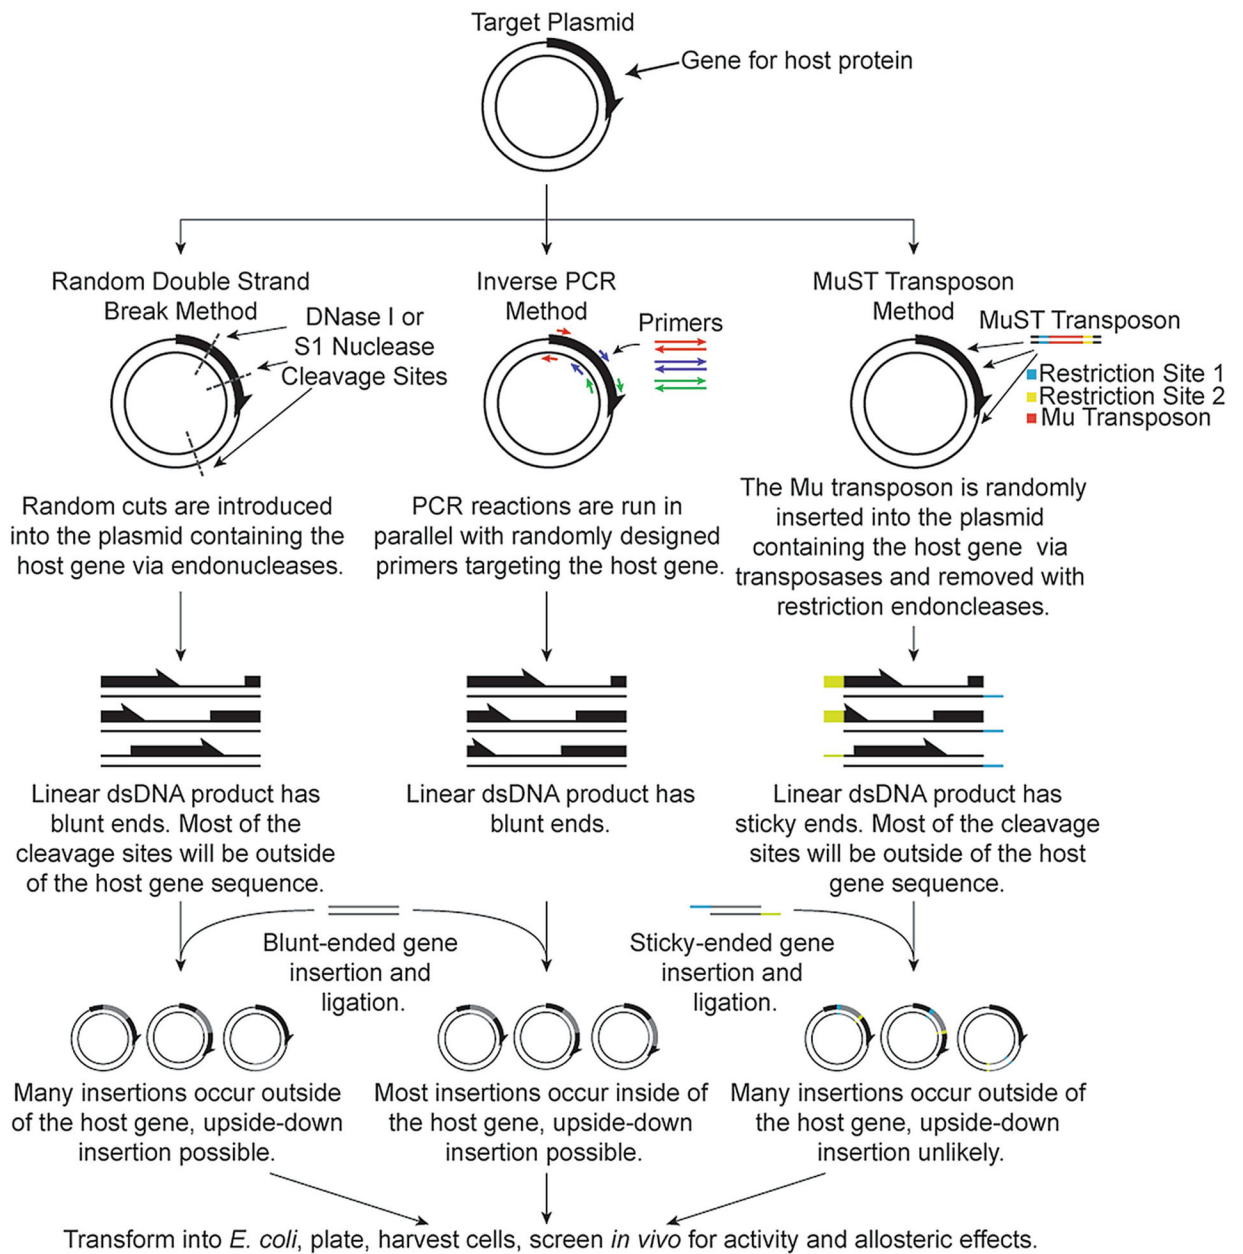 Target Plasmid
Gene for host protein
Random Double Strand
Break Method
DNase I or
S1 Nuclease
Cleavage Sites
Random cuts are introduced
into the plasmid containing the
host gene via endonucleases.
Linear dsDNA product has
blunt ends. Most of the
cleavage sites will be outside
of the host gene sequence.
Inverse PCR
Method
Primers
PCR reactions are run in
parallel with randomly designed
primers targeting the host gene.
Linear dsDNA product has
blunt ends.
MuST Transposon
Method
MuST Transposon
Restriction Site 1
Restriction Site 2
Mu Transposon
The Mu transposon is randomly
inserted into the plasmid
containing the host gene via
transposases and removed with
restriction endoncleases.
Linear dsDNA product has
sticky ends. Most of the cleavage
sites will be outside of the host
gene sequence.
Blunt-ended gene
insertion and
ligation.
Sticky-ended gene
insertion and
ligation.
Many insertions occur outside
of the host gene, upside-down
insertion possible.
Most insertions occur inside of
the host gene, upside-down
insertion possible.
Many insertions occur outside of
the host gene, upside-down
insertion unlikely.
Transform into E. coli, plate, harvest cells, screen in vivo for activity and allosteric effects.